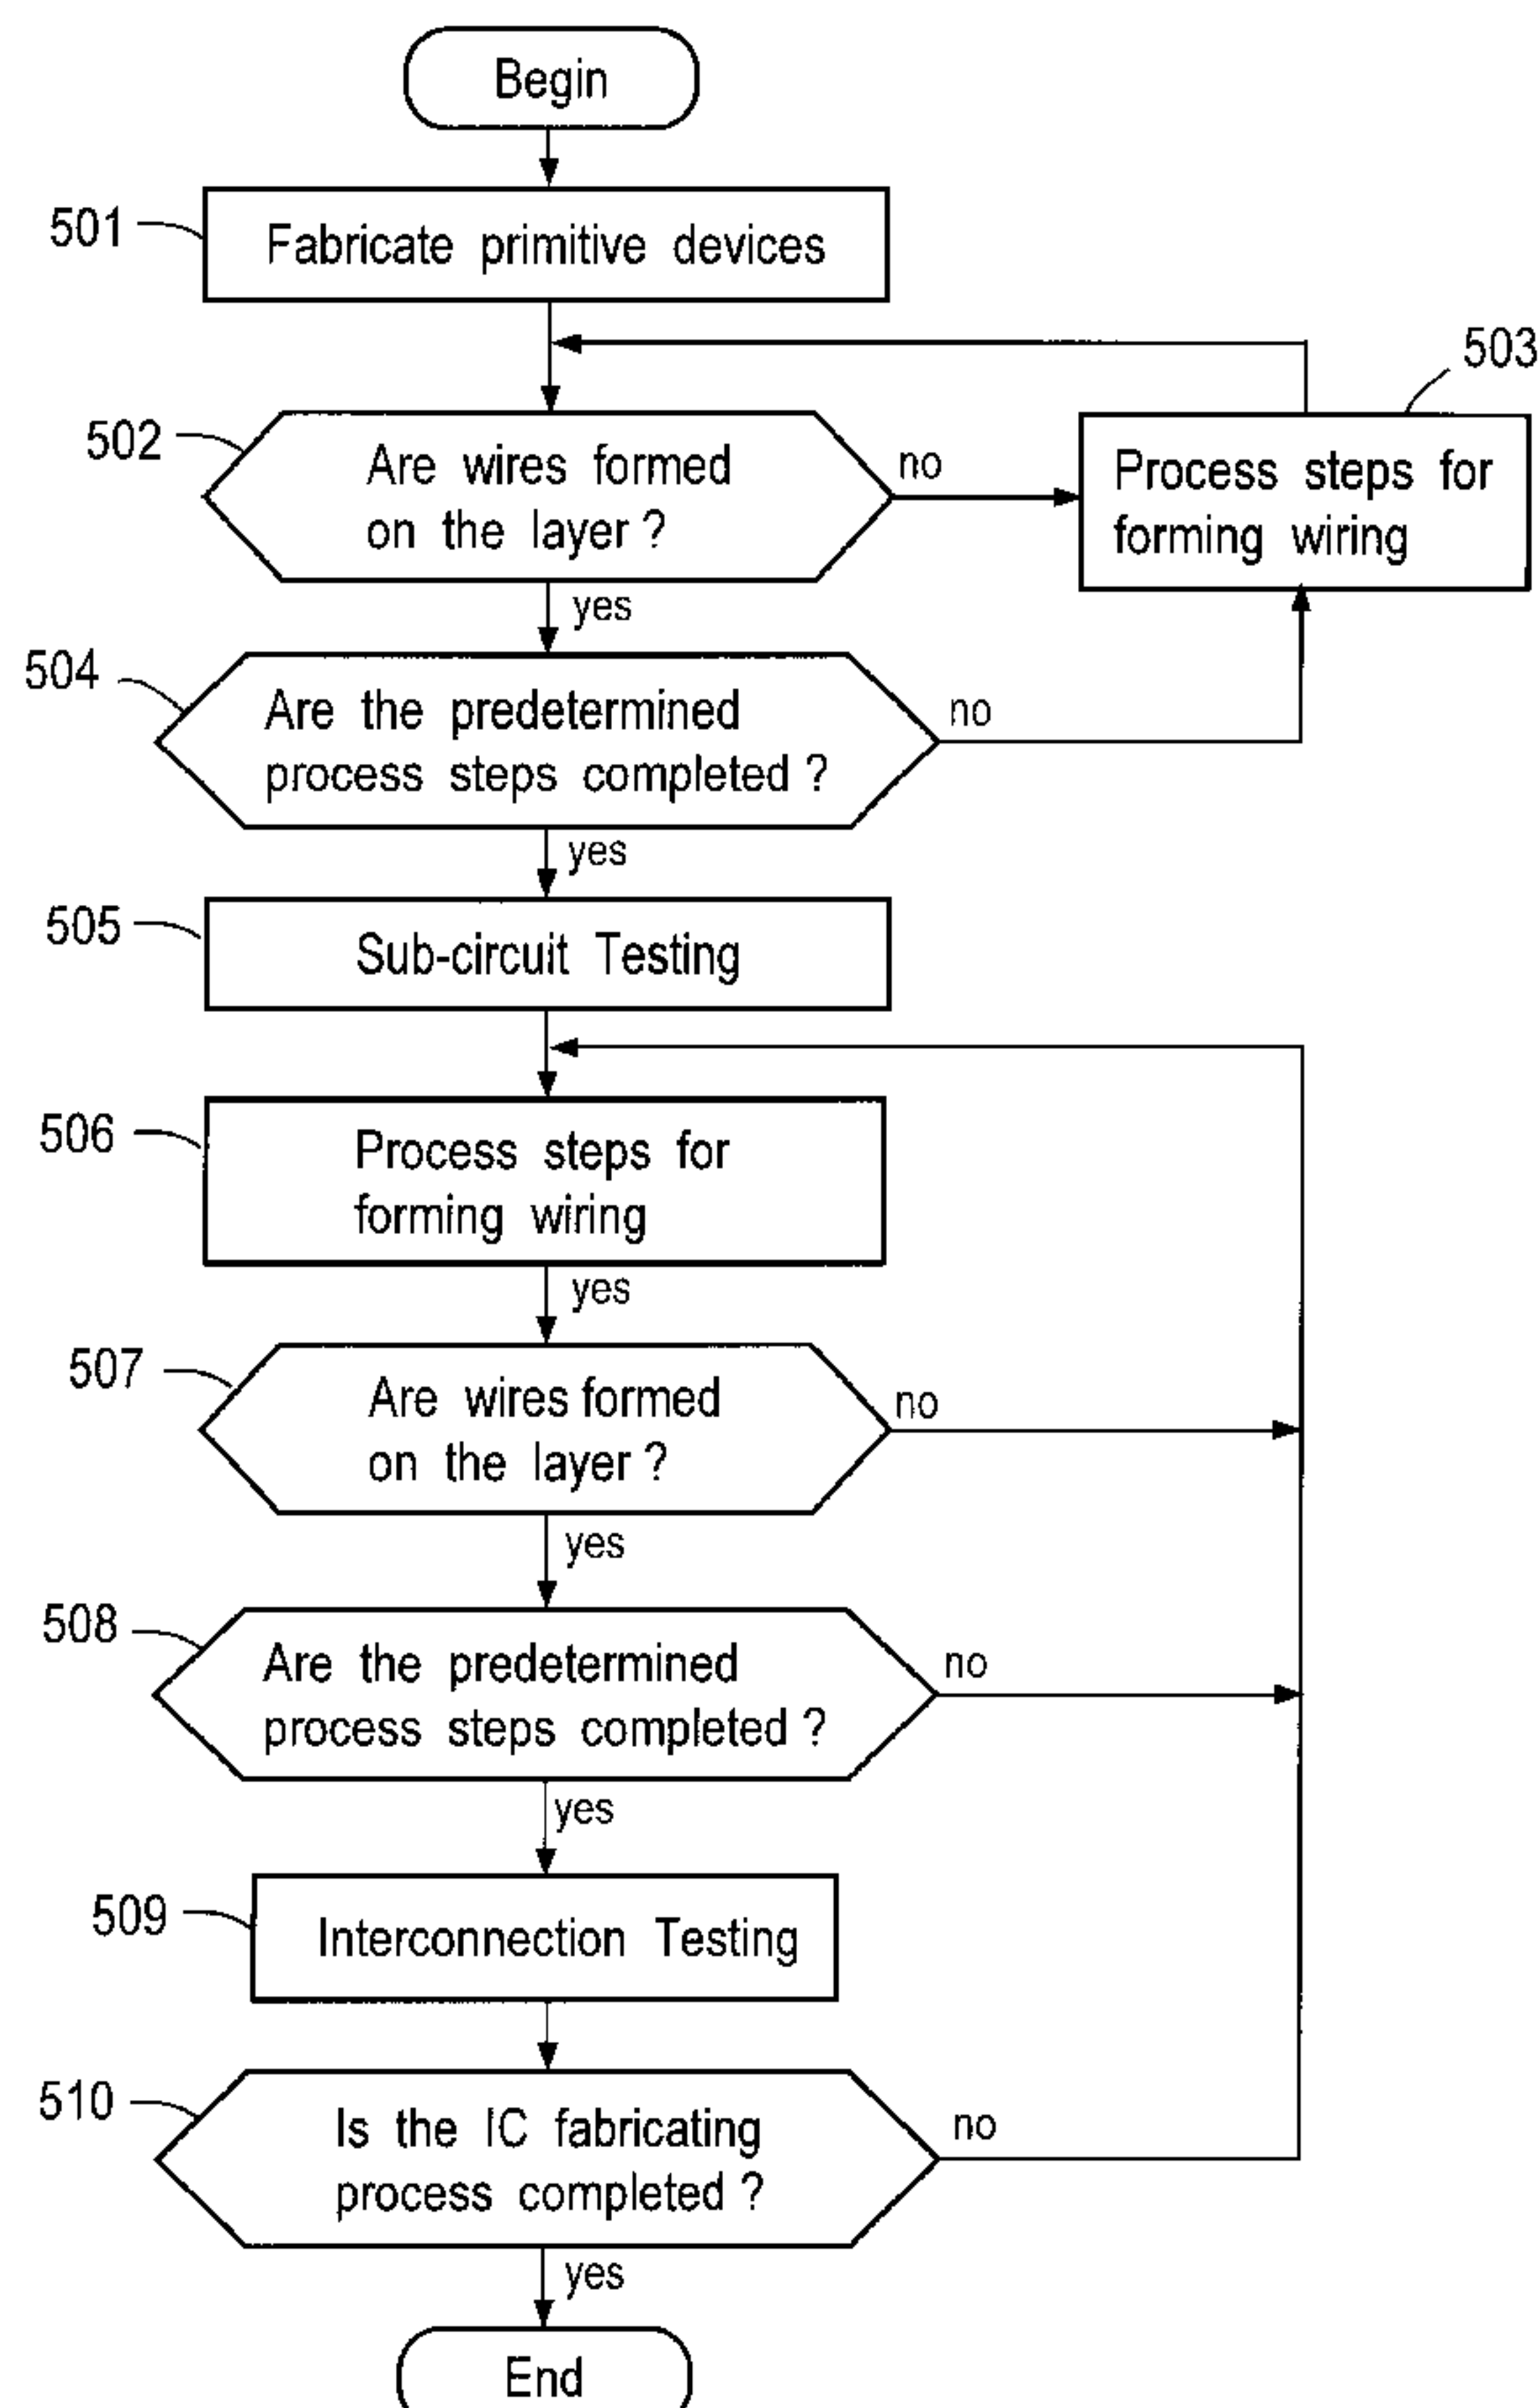 Begin
501
Fabricate primitive devices
503
502
Are wires formed
on the layer ?
no
Process steps for
forming wiring
yes
504
Are the predetermined
process steps completed ?
no
yes
505
Sub-circuit Testing
506
Process steps for
forming wiring
yes
507
Are wires formed
on the layer ?
no
yes
508
Are the predetermined
process steps completed ?
no
yes
509
Interconnection Testing
510
Is the IC fabricating
process completed ?
no
yes
End